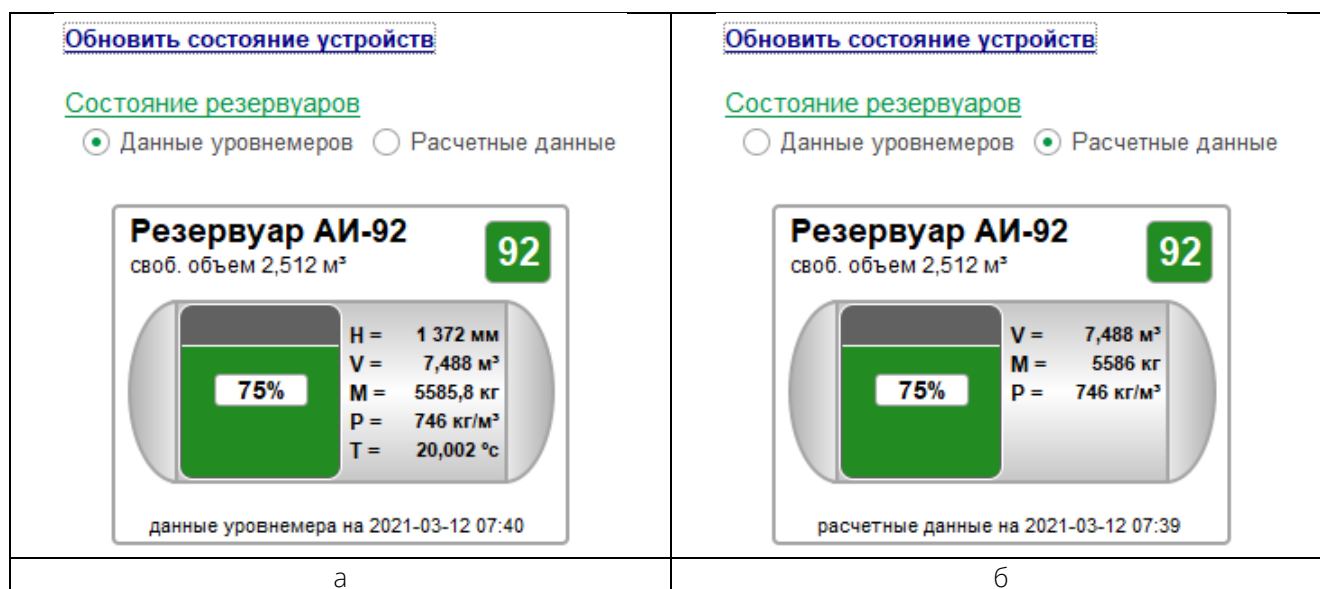 Обновить состояние устройств
Состояние резервуаров
Данные уровнемеров Расчетные данные
Резервуар АИ-92
своб. объем 2,512 м³
92
75%
H = 1 372 мм
V = 7,488 м³
M = 5585,8 кг
P = 746 кг/м³
T = 20,002 ºс
данные уровнемера на 2021-03-12 07:40
а
Обновить состояние устройств
Состояние резервуаров
Данные уровнемеров Расчетные данные
Резервуар АИ-92
своб. объем 2,512 м³
92
75%
V = 7,488 м³
M = 5586 кг
P = 746 кг/м³
расчетные данные на 2021-03-12 07:39
б